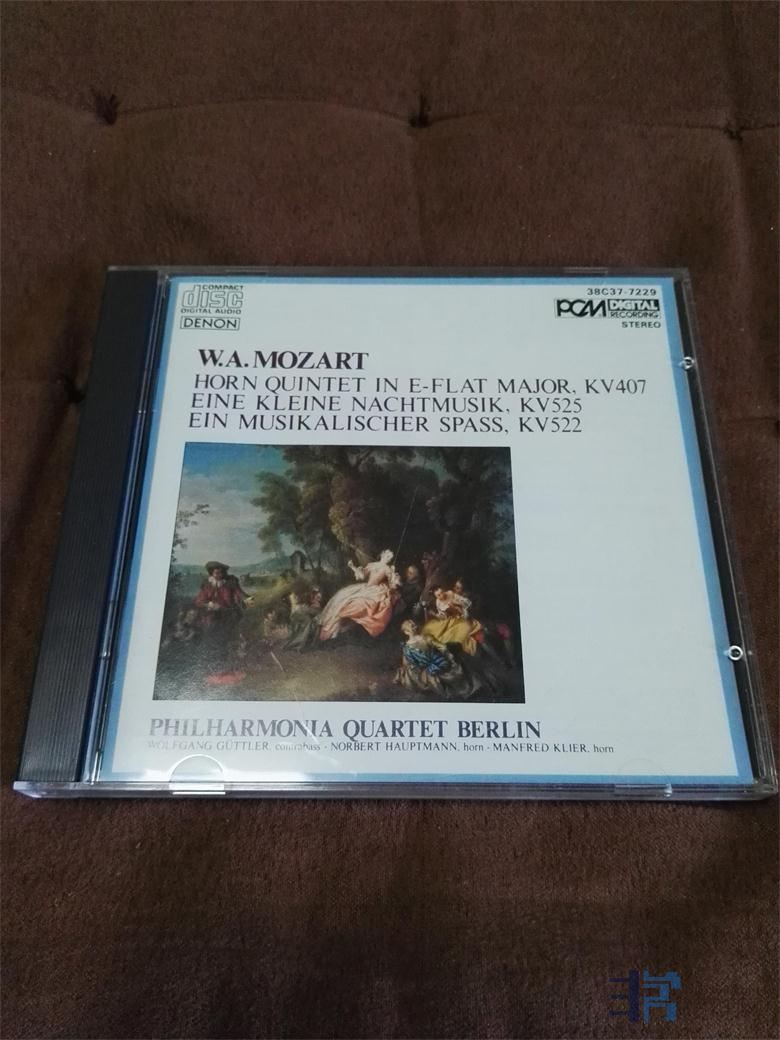 COMPACT
disc
DIGITAL AUDIO
DENON
38C37-7229
PCM DIGITAL
RECORDING
STEREO
W.A.MOZART
HORN QUINTET IN E-FLAT MAJOR, KV407
EINE KLEINE NACHTMUSIK, KV525
EIN MUSIKALISCHER SPASS, KV522
PHILHARMONIA QUARTET BERLIN
WOLFGANG GÜTTLER, contrabass - NORBERT HAUPTMANN, horn - MANFRED KLIER, horn